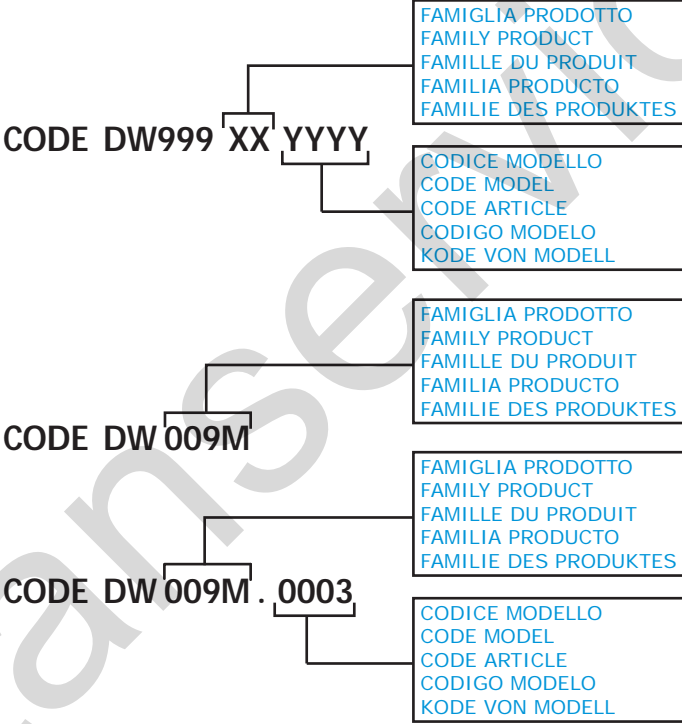 FAMIGLIA PRODOTTO
FAMILY PRODUCT
FAMILLE DU PRODUIT
FAMILIA PRODUCTO
FAMILIE DES PRODUKTES
CODE DW999 XX YYYY
CODICE MODELLO
CODE MODEL
CODE ARTICLE
CODIGO MODELO
KODE VON MODELL
FAMIGLIA PRODOTTO
FAMILY PRODUCT
FAMILLE DU PRODUIT
FAMILIA PRODUCTO
FAMILIE DES PRODUKTES
CODE DW 009M
FAMIGLIA PRODOTTO
FAMILY PRODUCT
FAMILLE DU PRODUIT
FAMILIA PRODUCTO
FAMILIE DES PRODUKTES
CODE DW 009M . 0003
CODICE MODELLO
CODE MODEL
CODE ARTICLE
CODIGO MODELO
KODE VON MODELL
anservic